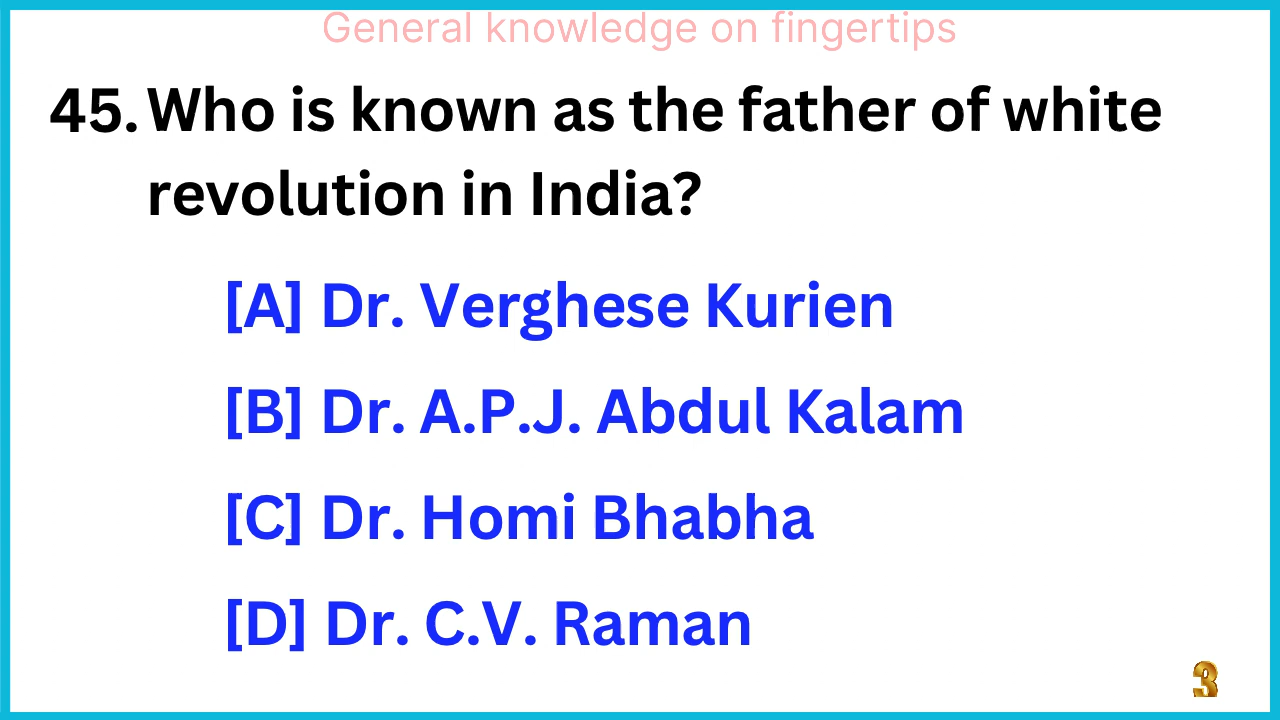 General knowledge on fingertips
45. Who is known as the father of white
revolution in India?
[A] Dr. Verghese Kurien
[B] Dr. A.P.J. Abdul Kalam
[C] Dr. Homi Bhabha
[D] Dr. C.V. Raman
3